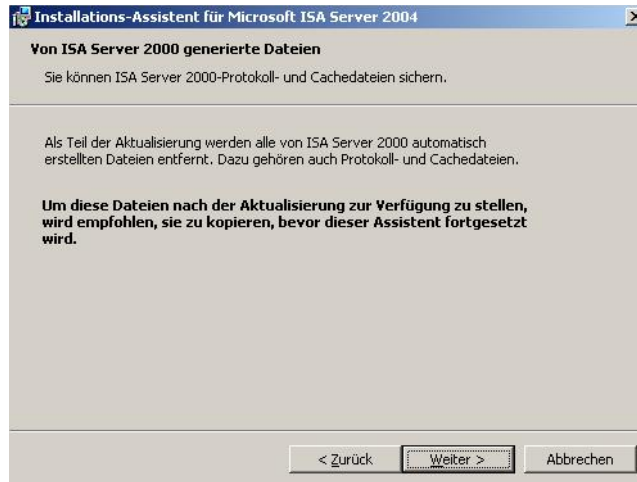 Installations-Assistent für Microsoft ISA Server 2004
Von ISA Server 2000 generierte Dateien
Sie können ISA Server 2000-Protokoll- und Cachedateien sichern.
Als Teil der Aktualisierung werden alle von ISA Server 2000 automatisch
erstellten Dateien entfernt. Dazu gehören auch Protokoll- und Cachedateien.
Um diese Dateien nach der Aktualisierung zur Verfügung zu stellen,
wird empfohlen, sie zu kopieren, bevor dieser Assistent fortgesetzt
wird.
< Zurück Weiter > Abbrechen